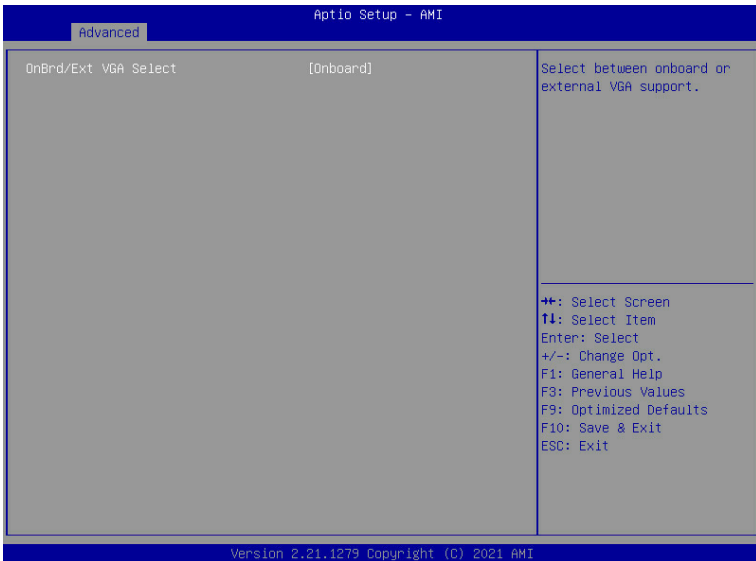 Aptio Setup – AMI
Advanced
OnBrd/Ext VGA Select [Onboard]
Select between onboard or
external VGA support.
→←: Select Screen
↑↓: Select Item
Enter: Select
+/-: Change Opt.
F1: General Help
F3: Previous Values
F9: Optimized Defaults
F10: Save & Exit
ESC: Exit
Version 2.21.1279 Copyright (C) 2021 AMI